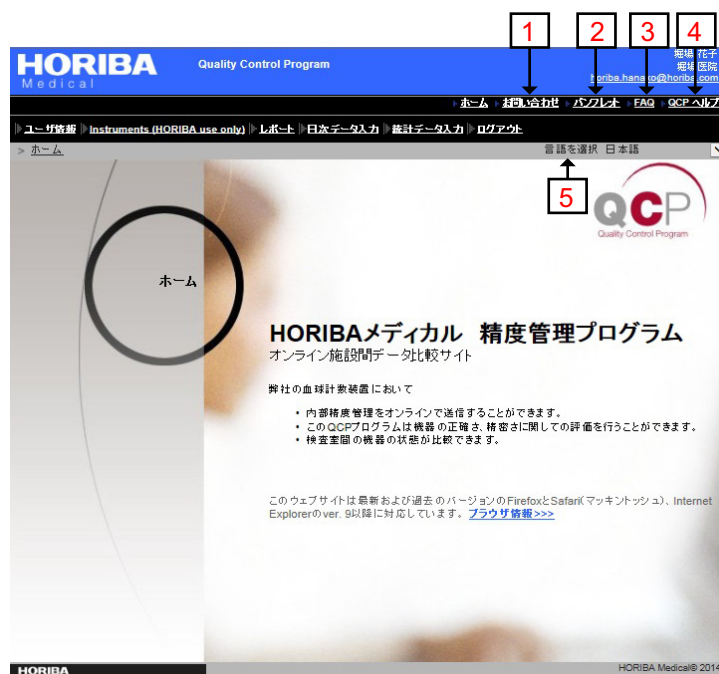 1 2 3 4
HORIBA
Medical
Quality Control Program
堀場 花子
堀場医院
horiba.hanako@horiba.com
ホーム お問い合わせ パンフレット FAQ QCP ヘルプ
ユーザ情報 Instruments (HORIBA use only) レポート 日次データ入力 統計データ入力 ログアウト
> ホーム 言語を選択 日本語
5
QCP
Quality Control Program
ホーム
HORIBAメディカル 精度管理プログラム
オンライン施設間データ比較サイト
弊社の血球計数装置において
・ 内部精度管理をオンラインで送信することができます。
・ このQCPプログラムは機器の正確さ、精密さに関しての評価を行うことができます。
・ 検査室間の機器の状態が比較できます。
このウェブサイトは最新および過去のバージョンのFirefoxとSafari(マッキントッシュ)、Internet
Explorerのver. 9以降に対応しています。 ブラウザ情報>>>
HORIBA
HORIBA Medical® 2014